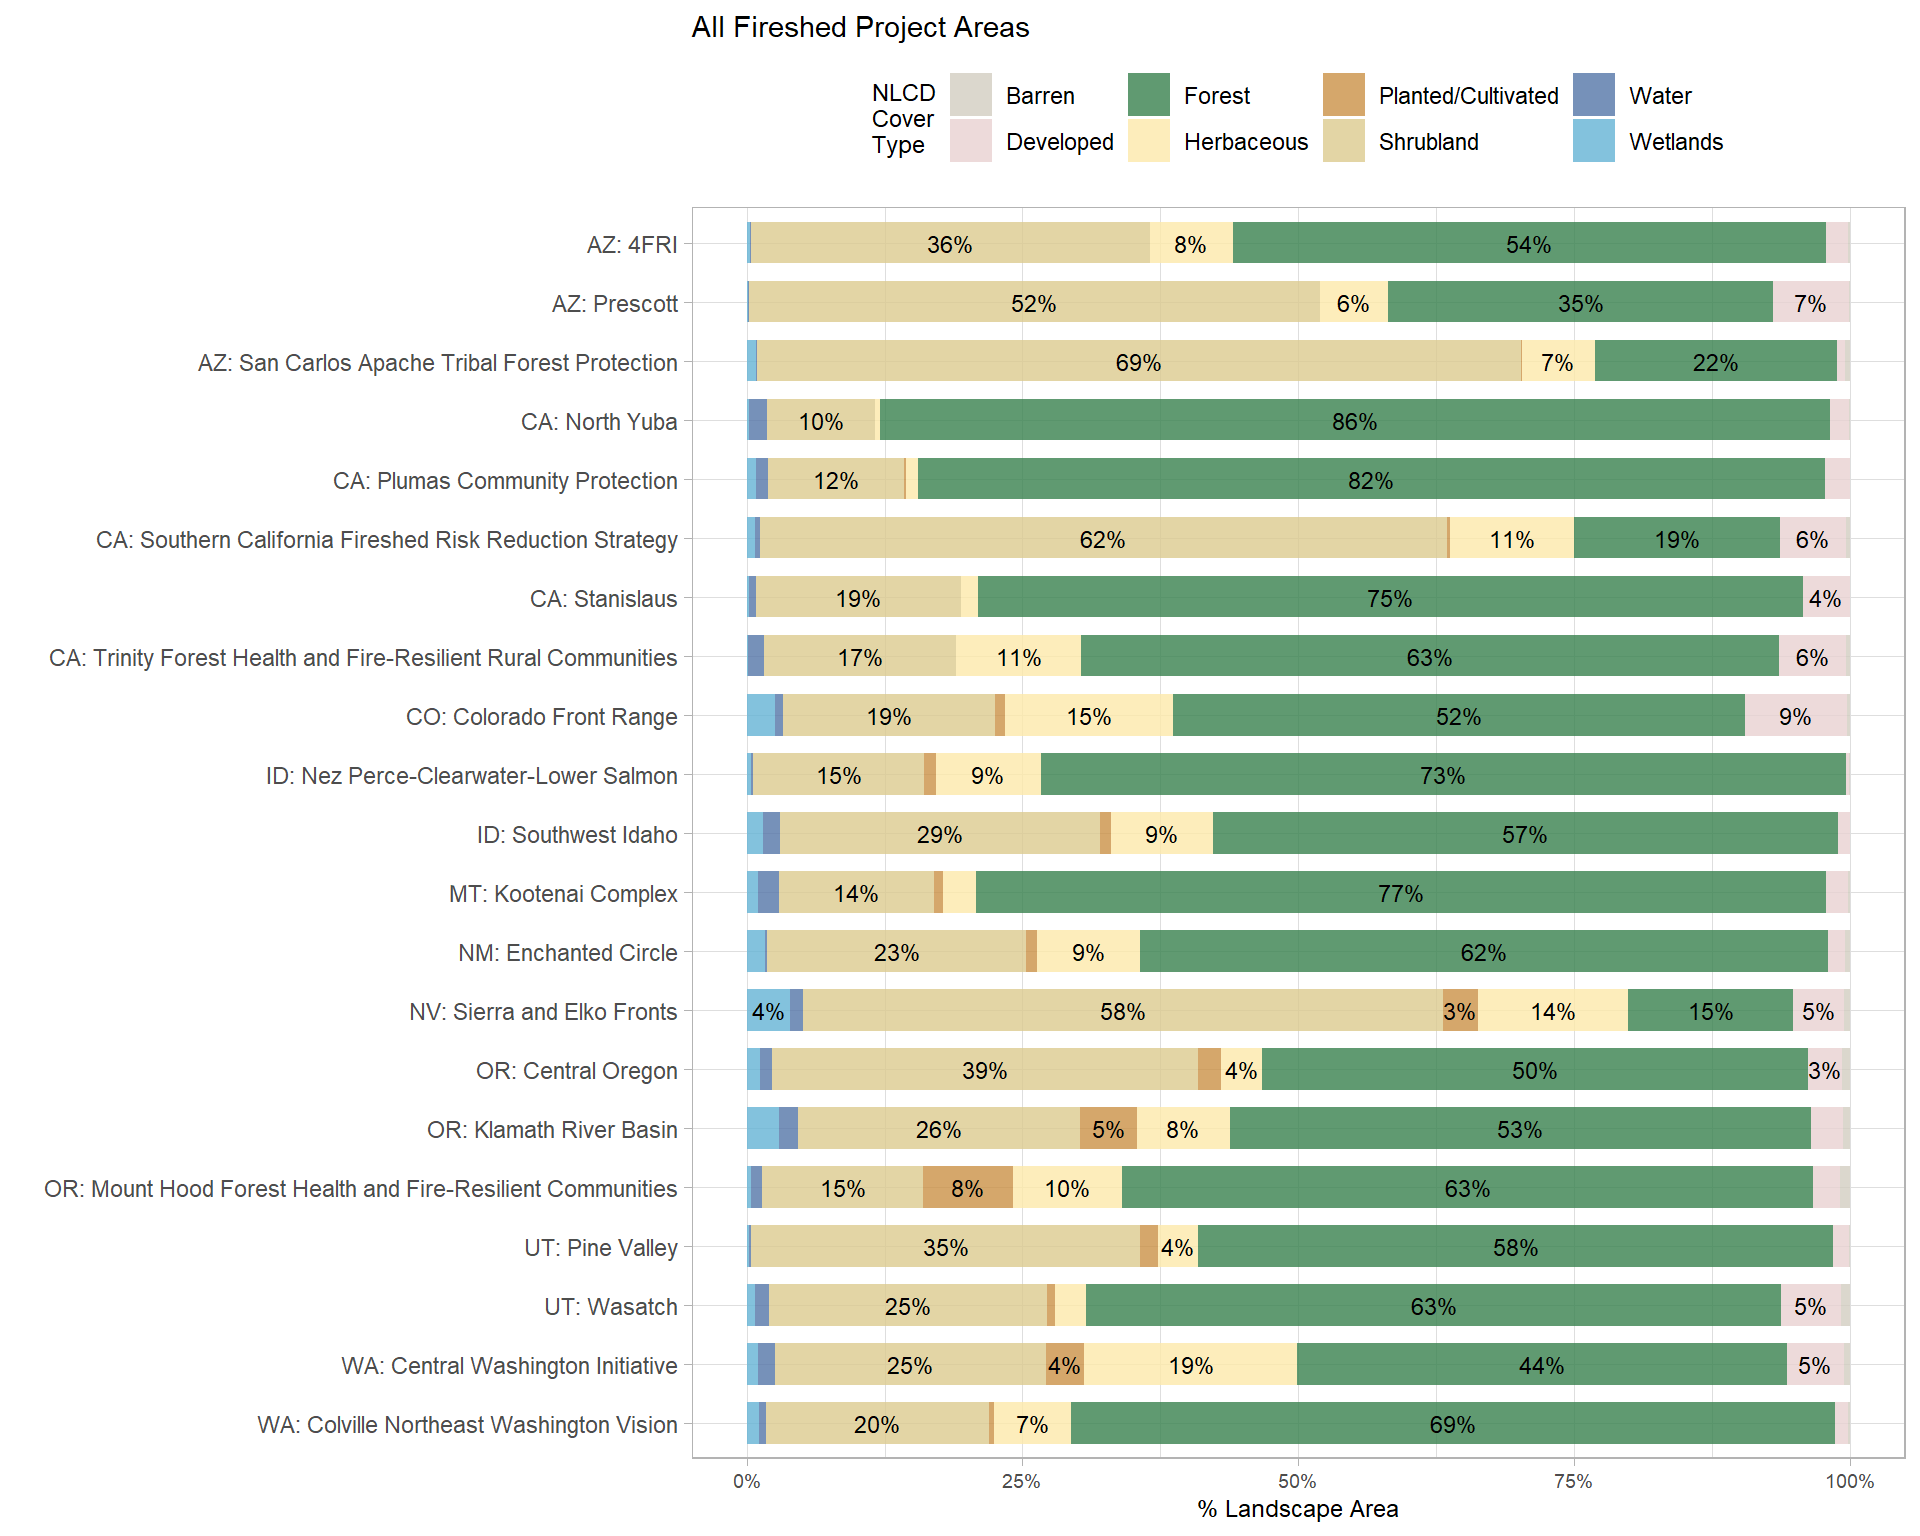 All Fireshed Project Areas
NLCD
Cover
Type
Barren
Forest
Planted/Cultivated
Water
Developed
Herbaceous
Shrubland
Wetlands
AZ: 4FRI 36% 8% 54%
AZ: Prescott 52% 6% 35% 7%
AZ: San Carlos Apache Tribal Forest Protection 69% 7% 22%
CA: North Yuba 10% 86%
CA: Plumas Community Protection 12% 82%
CA: Southern California Fireshed Risk Reduction Strategy 62% 11% 19% 6%
CA: Stanislaus 19% 75% 4%
CA: Trinity Forest Health and Fire-Resilient Rural Communities 17% 11% 63% 6%
CO: Colorado Front Range 19% 15% 52% 9%
ID: Nez Perce-Clearwater-Lower Salmon 15% 9% 73%
ID: Southwest Idaho 29% 9% 57%
MT: Kootenai Complex 14% 77%
NM: Enchanted Circle 23% 9% 62%
NV: Sierra and Elko Fronts 4% 58% 3% 14% 15% 5%
OR: Central Oregon 39% 4% 50% 3%
OR: Klamath River Basin 26% 5% 8% 53%
OR: Mount Hood Forest Health and Fire-Resilient Communities 15% 8% 10% 63%
UT: Pine Valley 35% 4% 58%
UT: Wasatch 25% 63% 5%
WA: Central Washington Initiative 25% 4% 19% 44% 5%
WA: Colville Northeast Washington Vision 20% 7% 69%
0% 25% 50% 75% 100%
% Landscape Area